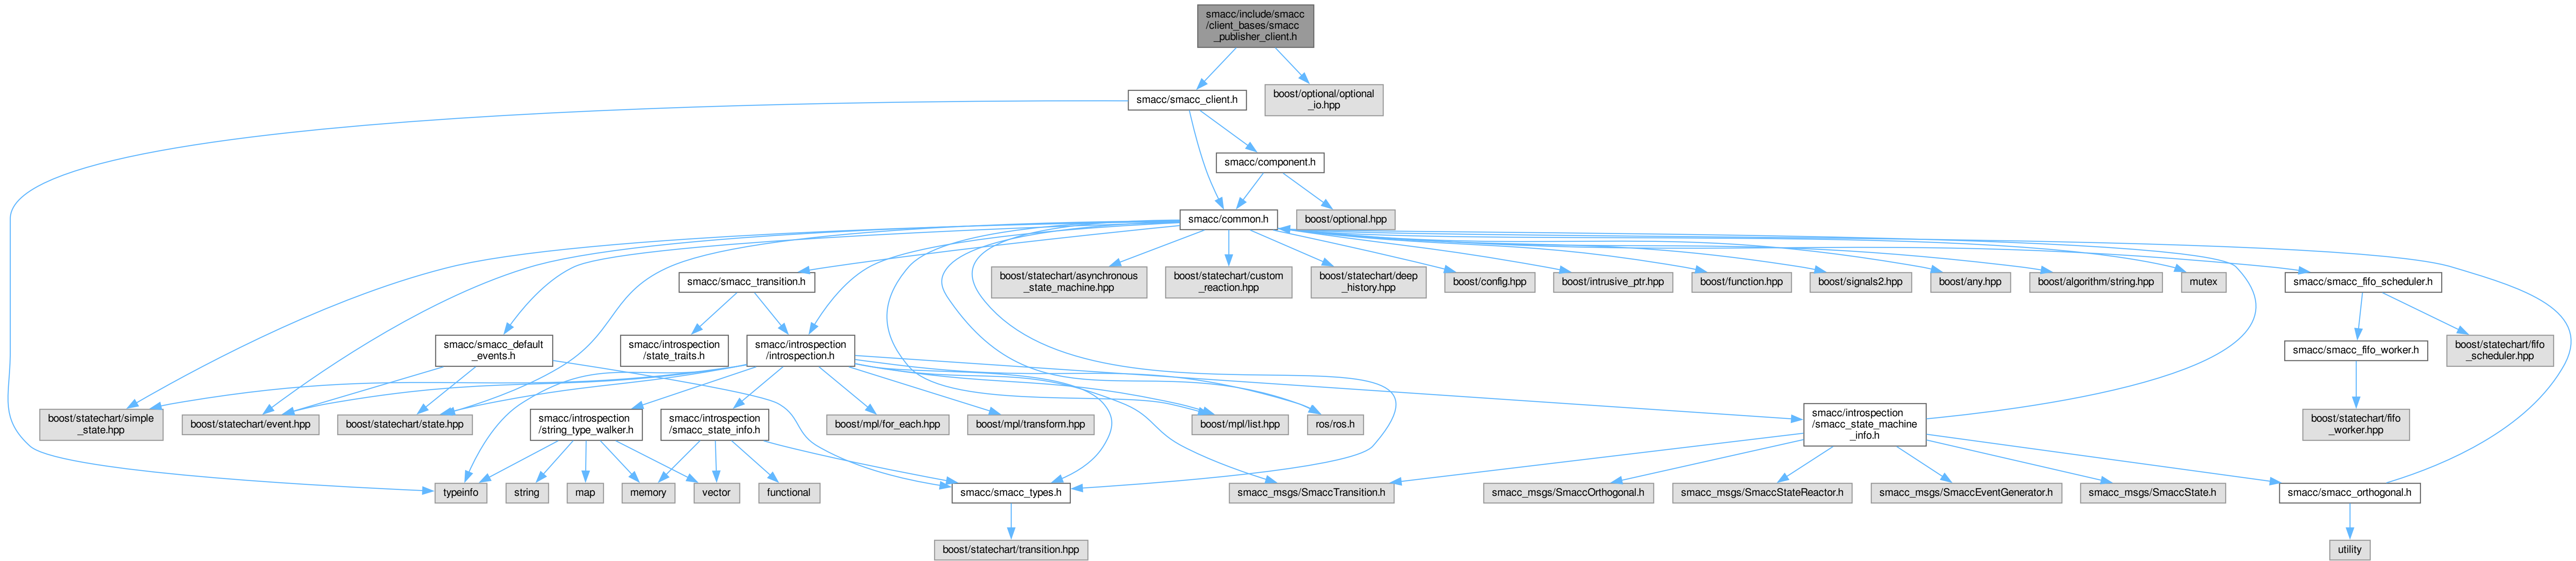 smacc/include/smacc
/client_bases/smacc
_publisher_client.h
smacc/smacc_client.h
boost/optional/optional
_io.hpp
smacc/component.h
smacc/common.h
boost/optional.hpp
smacc/smacc_transition.h
boost/statechart/asynchronous
_state_machine.hpp
boost/statechart/custom
_reaction.hpp
boost/statechart/deep
_history.hpp
boost/config.hpp
boost/intrusive_ptr.hpp
boost/function.hpp
boost/signals2.hpp
boost/any.hpp
boost/algorithm/string.hpp
mutex
smacc/smacc_fifo_scheduler.h
smacc/smacc_default
_events.h
smacc/introspection
/state_traits.h
smacc/introspection
/introspection.h
smacc/smacc_fifo_worker.h
boost/statechart/fifo
_scheduler.hpp
boost/statechart/simple
_state.hpp
boost/statechart/event.hpp
boost/statechart/state.hpp
smacc/introspection
/string_type_walker.h
smacc/introspection
/smacc_state_info.h
boost/mpl/for_each.hpp
boost/mpl/transform.hpp
boost/mpl/list.hpp
ros/ros.h
smacc/introspection
/smacc_state_machine
_info.h
boost/statechart/fifo
_worker.hpp
typeinfo
string
map
memory
vector
functional
smacc/smacc_types.h
smacc_msgs/SmaccTransition.h
smacc_msgs/SmaccOrthogonal.h
smacc_msgs/SmaccStateReactor.h
smacc_msgs/SmaccEventGenerator.h
smacc_msgs/SmaccState.h
smacc/smacc_orthogonal.h
boost/statechart/transition.hpp
utility